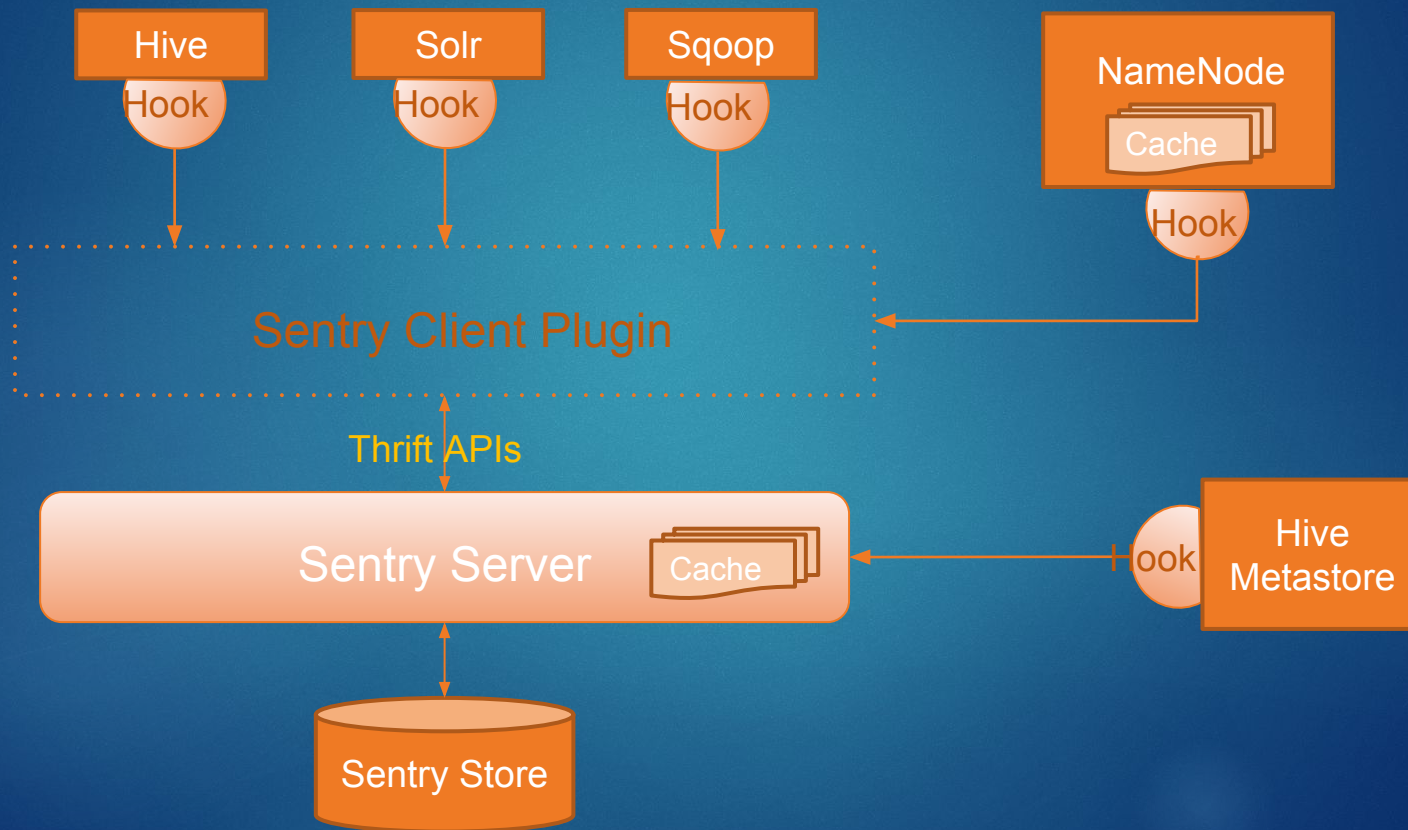 Hive
Hook
Solr
Hook
Sqoop
Hook
NameNode
Cache
Hook
Sentry Client Plugin
Thrift APIs
Sentry Server
Cache
Hook
Hive
Metastore
Sentry Store